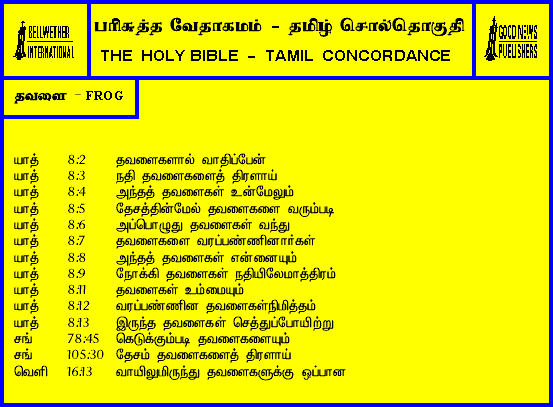 BELLWETHER
INTERNATIONAL
பரிசுத்த வேதாகமம் - தமிழ் சொல்தொகுதி
THE HOLY BIBLE - TAMIL CONCORDANCE
GOOD NEWS
PUBLISHERS
தவளை - FROG
யாத் 8:2 தவளைகளால் வாதிப்பேன்
யாத் 8:3 நதி தவளைகளைத் திரளாய்
யாத் 8:4 அந்தத் தவளைகள் உன்மேலும்
யாத் 8:5 தேசத்தின்மேல் தவளைகளை வரும்படி
யாத் 8:6 அப்பொழுது தவளைகள் வந்து
யாத் 8:7 தவளைகளை வரப்பண்ணினார்கள்
யாத் 8:8 அந்தத் தவளைகள் என்னையும்
யாத் 8:9 நோக்கி தவளைகள் நதியிலேமாத்திரம்
யாத் 8:11 தவளைகள் உம்மையும்
யாத் 8:12 வரப்பண்ணின தவளைகள்நிமித்தம்
யாத் 8:13 இருந்த தவளைகள் செத்துப்போயிற்று
சங் 78:45 கெடுக்கும்படி தவளைகளையும்
சங் 105:30 தேசம் தவளைகளைத் திரளாய்
வெளி 16:13 வாயிலுமிருந்து தவளைகளுக்கு ஒப்பான